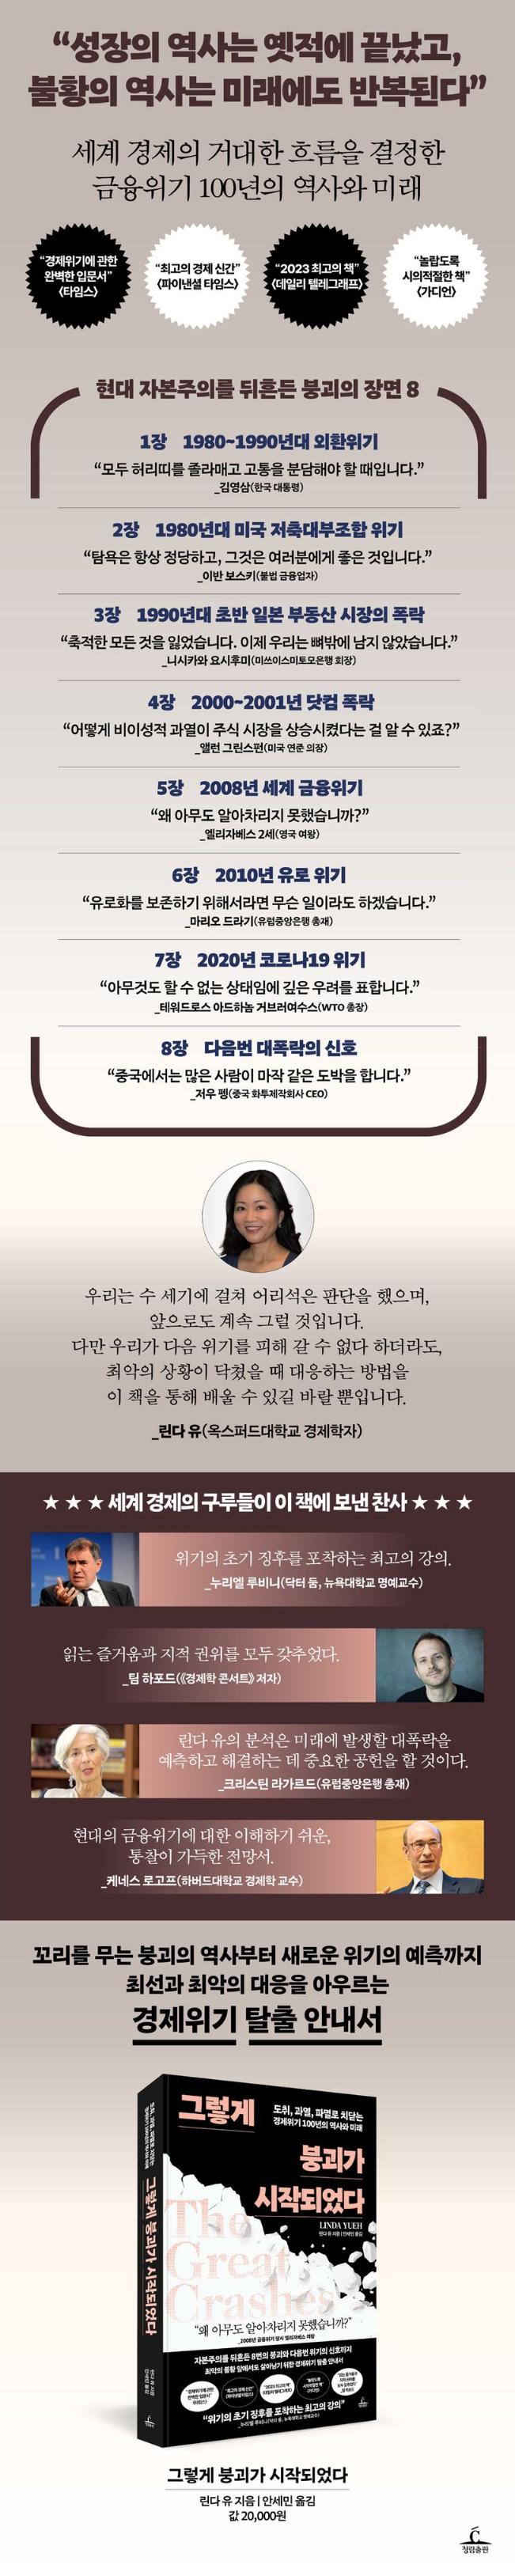 “성장의 역사는 옛적에 끝났고,
불황의 역사는 미래에도 반복된다”
세계 경제의 거대한 흐름을 결정한
금융위기 100년의 역사와 미래
“경제위기에 관한
완벽한 입문서”
〈타임스〉
“최고의 경제 신간”
〈파이낸셜 타임스〉
“2023 최고의 책”
〈데일리 텔레그래프〉
“놀랍도록
시의적절한 책”
〈가디언〉
현대 자본주의를 뒤흔든 붕괴의 장면 8
1장 1980~1990년대 외환위기
“모두 허리띠를 졸라매고 고통을 분담해야 할 때입니다.”
_김영삼(한국 대통령)
2장 1980년대 미국 저축대부조합 위기
“탐욕은 항상 정당하고, 그것은 여러분에게 좋은 것입니다.”
_이반 보스키(불법 금융업자)
3장 1990년대 초반 일본 부동산 시장의 폭락
“축적한 모든 것을 잃었습니다. 이제 우리는 뼈밖에 남지 않았습니다.”
_니시카와 요시후미(미쓰이스미토모은행 회장)
4장 2000~2001년 닷컴 폭락
“어떻게 비이성적 과열이 주식 시장을 상승시켰다는 걸 알 수 있죠?”
_앨런 그린스펀(미국 연준 의장)
5장 2008년 세계 금융위기
“왜 아무도 알아차리지 못했습니까?”
_엘리자베스 2세(영국 여왕)
6장 2010년 유로 위기
“유로화를 보존하기 위해서라면 무슨 일이라도 하겠습니다.”
_마리오 드라기(유럽중앙은행 총재)
7장 2020년 코로나19 위기
“아무것도 할 수 없는 상태임에 깊은 우려를 표합니다.”
_테워드로스 아드하놈 거브러여수스(WTO 총장)
8장 다음번 대폭락의 신호
“중국에서는 많은 사람이 마작 같은 도박을 합니다.”
_저우 펭(중국 화투제작회사 CEO)
우리는 수 세기에 걸쳐 어리석은 판단을 했으며,
앞으로도 계속 그럴 것입니다.
다만 우리가 다음 위기를 피해 갈 수 없다 하더라도,
최악의 상황이 닥쳤을 때 대응하는 방법을
이 책을 통해 배울 수 있길 바랄 뿐입니다.
_린다 유(옥스퍼드대학교 경제학자)
★ ★ ★ 세계 경제의 구루들이 이 책에 보낸 찬사 ★ ★ ★
위기의 초기 징후를 포착하는 최고의 강의.
_누리엘 루비니(닥터 둠, 뉴욕대학교 명예교수)
읽는 즐거움과 지적 권위를 모두 갖추었다.
_팀 하포드(《경제학 콘서트》 저자)
린다 유의 분석은 미래에 발생할 대폭락을
예측하고 해결하는 데 중요한 공헌을 할 것이다.
_크리스틴 라가르드(유럽중앙은행 총재)
현대의 금융위기에 대한 이해하기 쉬운,
통찰이 가득한 전망서.
_케네스 로고프(하버드대학교 경제학 교수)
꼬리를 무는 붕괴의 역사부터 새로운 위기의 예측까지
최선과 최악의 대응을 아우르는
경제위기 탈출 안내서
그렇게
도취, 과열, 파멸로 치닫는
경제위기 100년의 역사와 미래
붕괴가
시작되었다
LINDA YUEH
린다 유 지음 | 안세민 옮김
The
Great
Crashes
그렇게 붕괴가 시작되었다
“왜 아무도 알아차리지 못했습니까?”
_2008년 금융위기 당시 엘리자베스 여왕
자본주의를 뒤흔든 8번의 붕괴와 다음번 위기의 신호까지
최악의 불황 앞에서도 살아남기 위한 경제위기 탈출 안내서
“위기의 초기 징후를 포착하는 최고의 강의”
그렇게 붕괴가 시작되었다
린다 유 지음 | 안세민 옮김
값 20,000원
청림출판